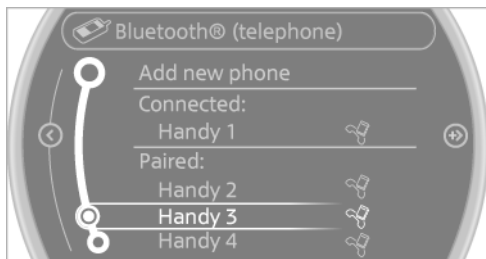 Bluetooth® (telephone)
Add new phone
Connected:
Handy 1
Paired:
Handy 2
Handy 3
Handy 4